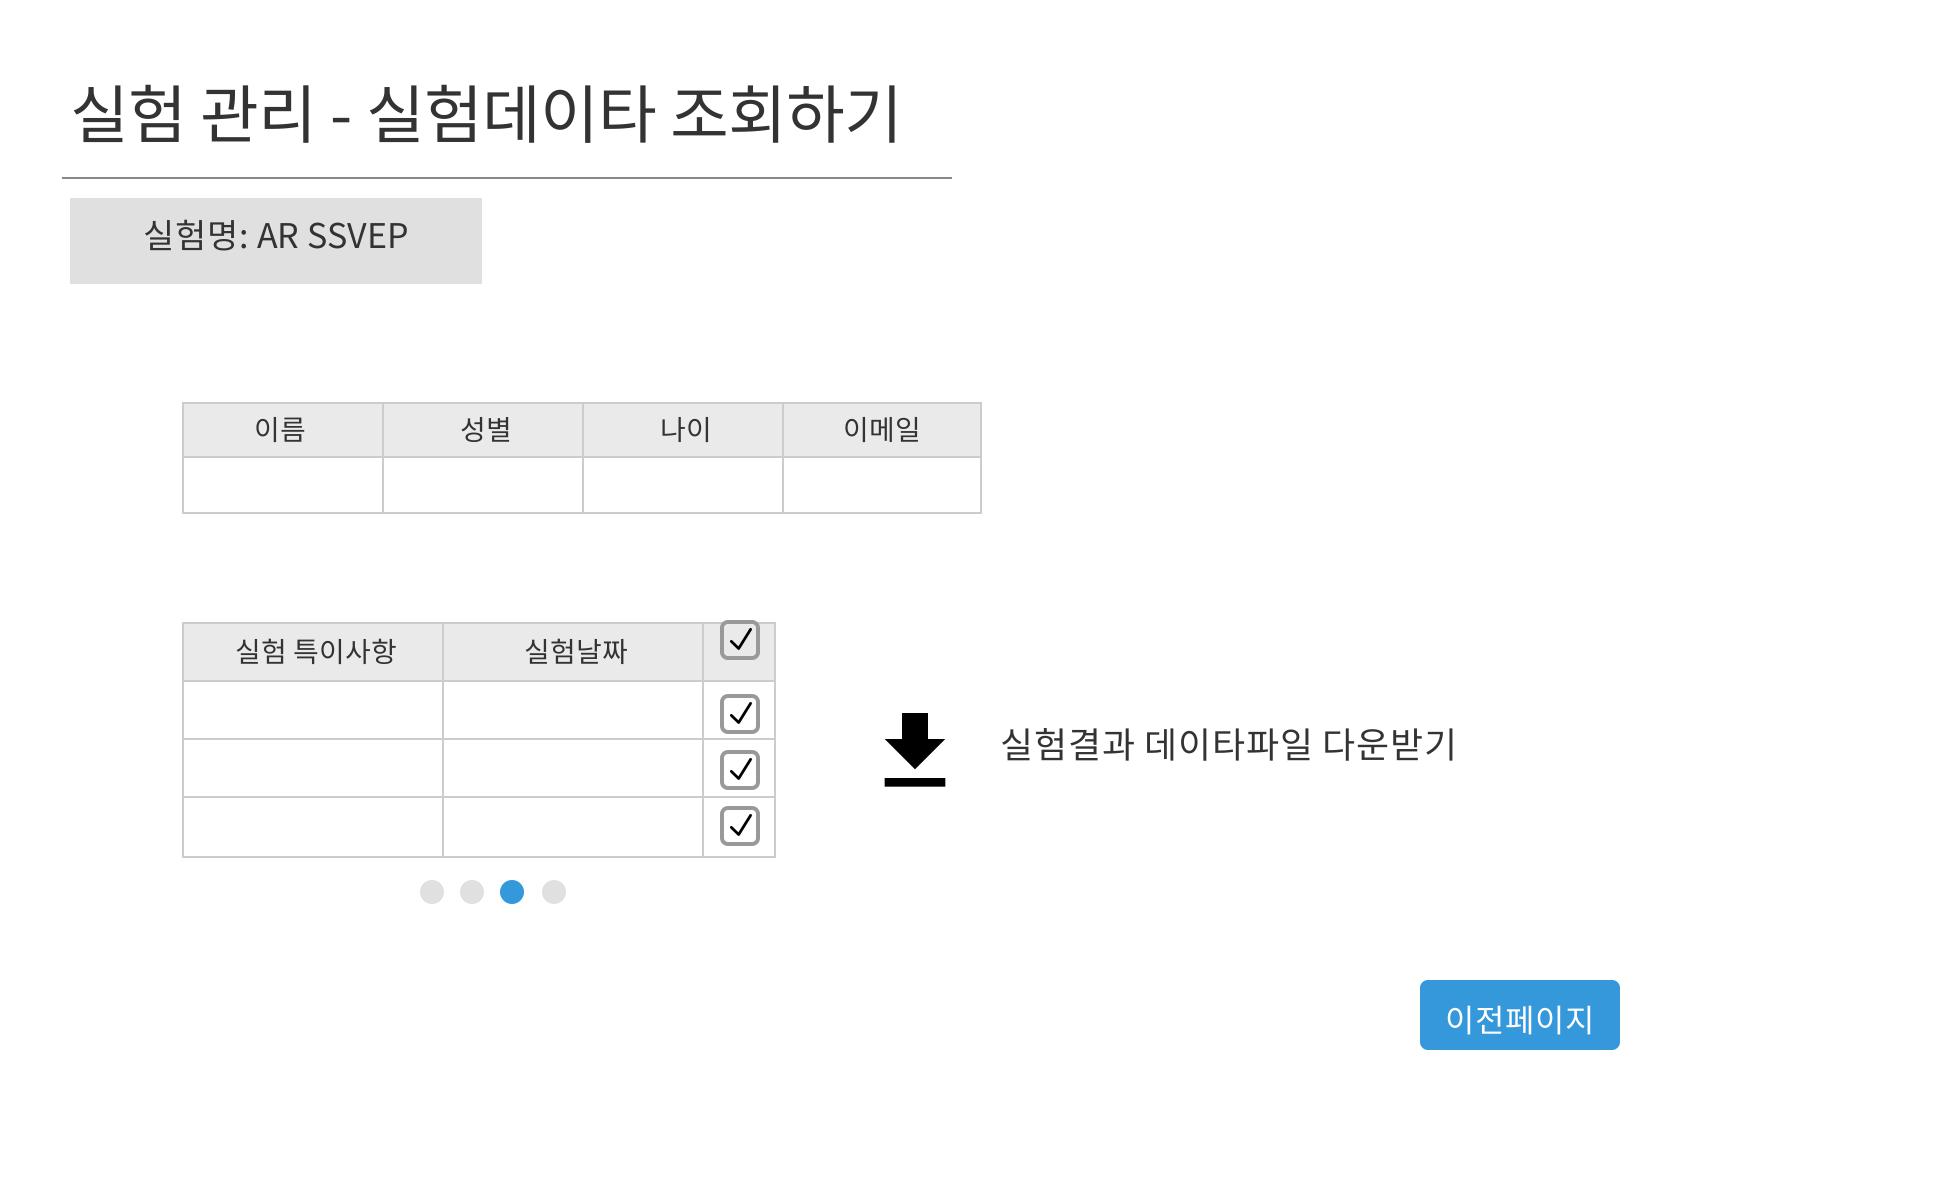 실험 관리 - 실험데이타 조회하기
실험명: AR SSVEP
이름 성별 나이 이메일
실험 특이사항 실험날짜
실험결과 데이타파일 다운받기
이전페이지